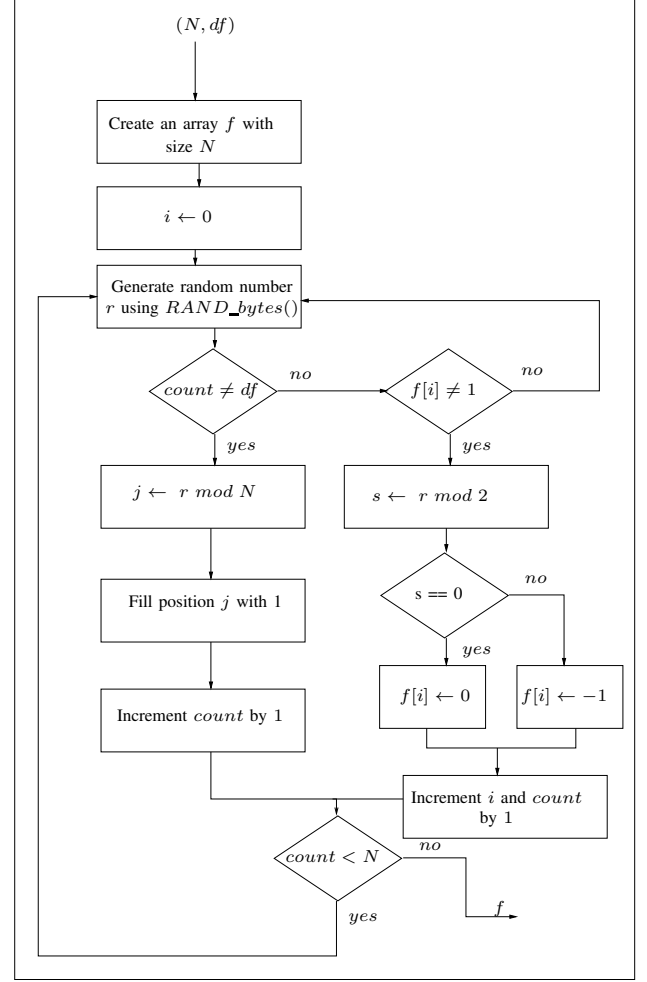 (N, df)
Create an array f with
size N
i ← 0
Generate random number
r using RAND_bytes()
count ≠ df
no
f[i] ≠ 1
no
yes
yes
j ← r mod N
s ← r mod 2
Fill position j with 1
s == 0
no
yes
Increment count by 1
f[i] ← 0
f[i] ← −1
Increment i and count
by 1
count < N
no
f
yes